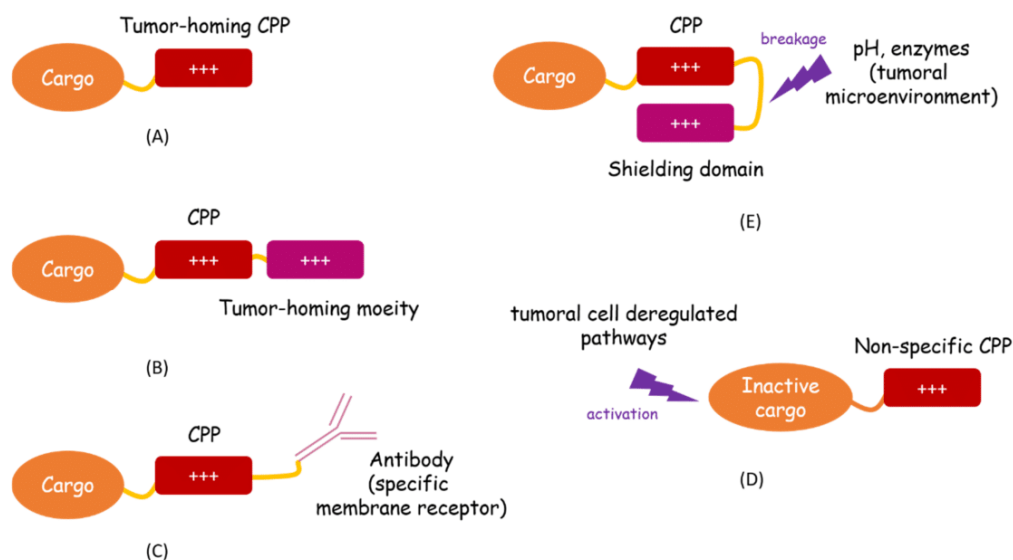 Tumor-homing CPP
Cargo
+++
(A)
CPP
Cargo
+++
+++
Tumor-homing moeity
(B)
CPP
Cargo
+++
Antibody
(specific
membrane receptor)
(C)
CPP
breakage
Cargo
+++
pH, enzymes
(tumoral
microenvironment)
+++
Shielding domain
(E)
tumoral cell deregulated
pathways
Non-specific CPP
activation
Inactive
cargo
+++
(D)